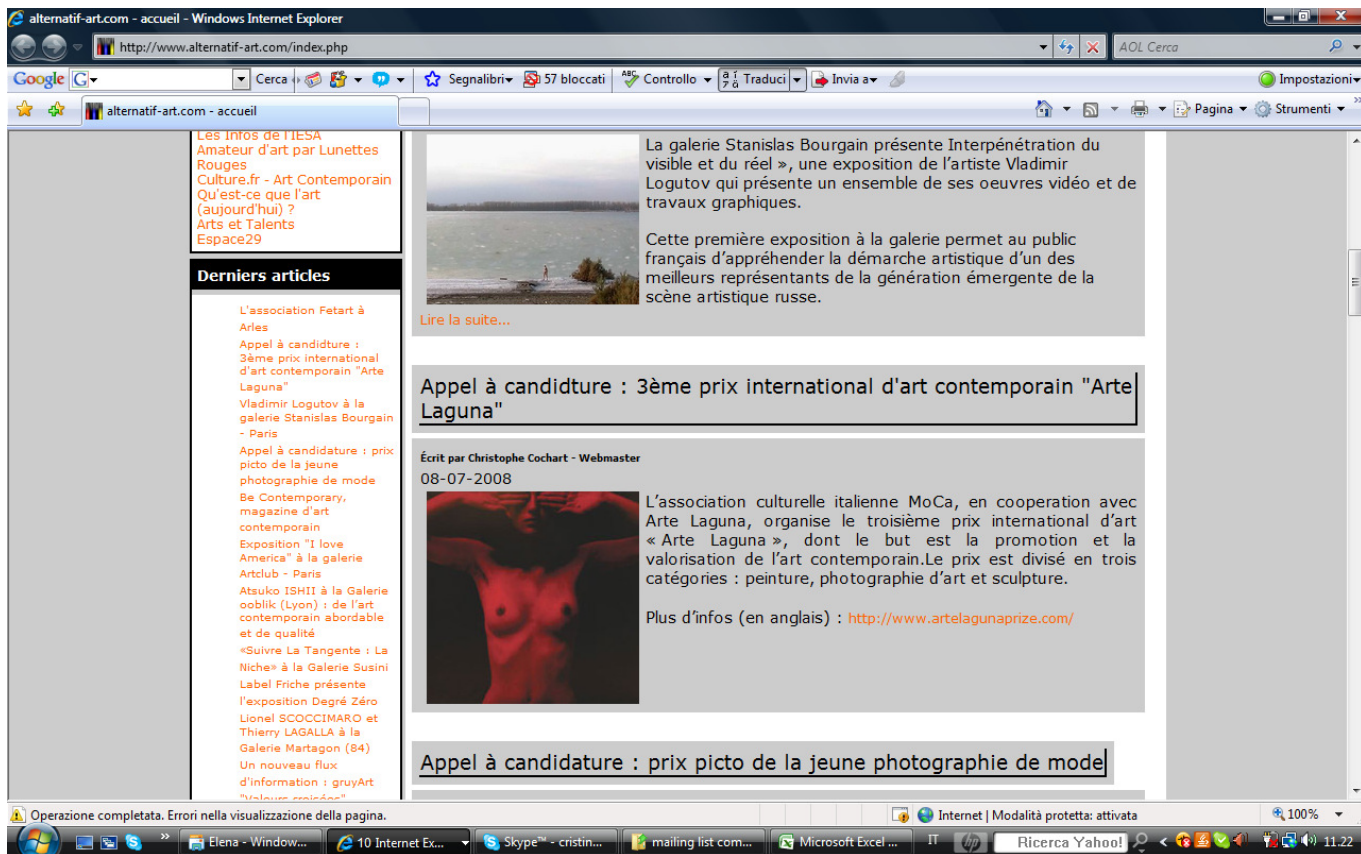 alternatif-art.com - accueil - Windows Internet Explorer
http://www.alternatif-art.com/index.php
AOL Cerca
Google
G
Cerca
Segnalibri
57 bloccati
Controllo
Traduci
Invia a
Impostazioni
alternatif-art.com - accueil
Pagina
Strumenti
Les Infos de l'IESA
Amateur d'art par Lunettes
Rouges
Culture.fr - Art Contemporain
Qu'est-ce que l'art
(aujourd'hui) ?
Arts et Talents
Espace29
Derniers articles
L'association Fetart à
Arles
Appel à candidture :
3ème prix international
d'art contemporain "Arte
Laguna"
Vladimir Logutov à la
galerie Stanislas Bourgain
- Paris
Appel à candidature : prix
picto de la jeune
photographie de mode
Be Contemporary,
magazine d'art
contemporain
Exposition "I love
America" à la galerie
Artclub - Paris
Atsuko ISHII à la Galerie
ooblik (Lyon) : de l'art
contemporain abordable
et de qualité
«Suivre La Tangente : La
Niche» à la Galerie Susini
Label Friche présente
l'exposition Degré Zéro
Lionel SCOCCIMARO et
Thierry LAGALLA à la
Galerie Martagon (84)
Un nouveau flux
d'information : gruyArt
"Valeurs croisées"
La galerie Stanislas Bourgain présente Interpénétration du
visible et du réel », une exposition de l'artiste Vladimir
Logutov qui présente un ensemble de ses oeuvres vidéo et de
travaux graphiques.
Cette première exposition à la galerie permet au public
français d'appréhender la démarche artistique d'un des
meilleurs représentants de la génération émergente de la
scène artistique russe.
Lire la suite...
Appel à candidture : 3ème prix international d'art contemporain "Arte
Laguna"
Écrit par Christophe Cochart - Webmaster
08-07-2008
L'association culturelle italienne MoCa, en cooperation avec
Arte Laguna, organise le troisième prix international d'art
« Arte Laguna », dont le but est la promotion et la
valorisation de l'art contemporain.Le prix est divisé en trois
catégories : peinture, photographie d'art et sculpture.
Plus d'infos (en anglais) : http://www.artelagunaprize.com/
Appel à candidature : prix picto de la jeune photographie de mode
Operazione completata. Errori nella visualizzazione della pagina.
Internet | Modalità protetta: attivata
100%
Elena - Window...
10 Internet Ex...
Skype™ - cristin...
mailing list com...
Microsoft Excel ...
IT
hp
Ricerca Yahoo!
11.22